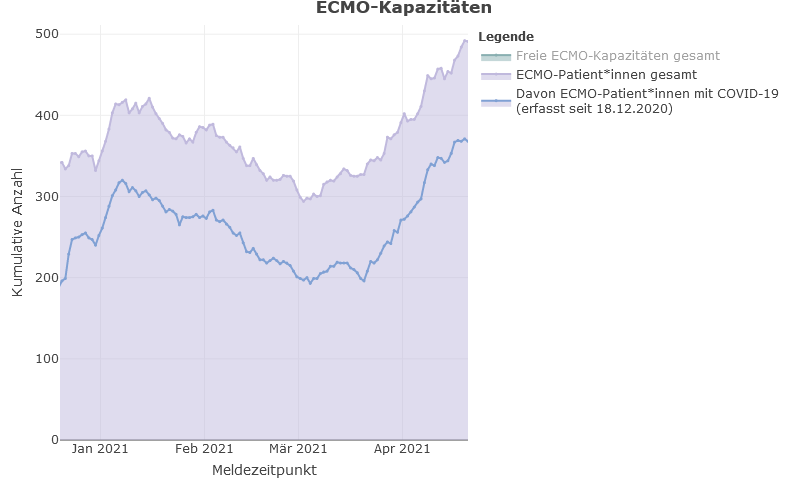 ECMO-Kapazitäten
Legende
Freie ECMO-Kapazitäten gesamt
ECMO-Patient*innen gesamt
Davon ECMO-Patient*innen mit COVID-19
(erfasst seit 18.12.2020)
Kumulative Anzahl
500
400
300
200
100
0
Jan 2021
Feb 2021
Mär 2021
Apr 2021
Meldezeitpunkt